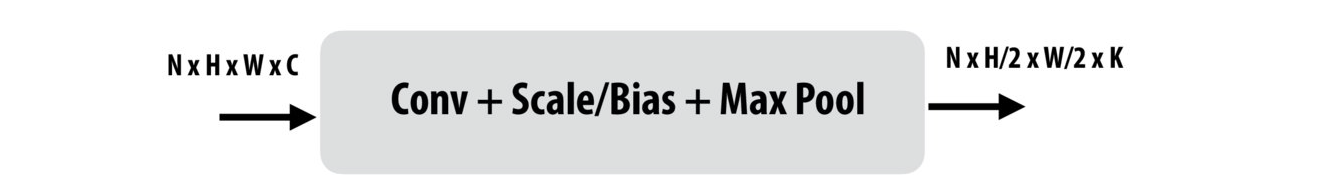 N x H x W x C
Conv + Scale/Bias + Max Pool
N x H/2 x W/2 x K